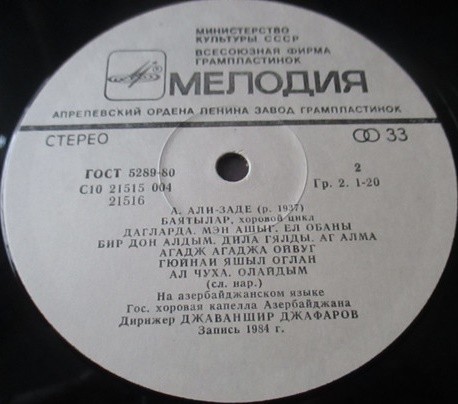 МИНИСТЕРСТВО
КУЛЬТУРЫ СССР
ВСЕСОЮЗНАЯ ФИРМА
ГРАМПЛАСТИНОК
МЕЛОДИЯ
АПРЕЛЕВСКИЙ ОРДЕНА ЛЕНИНА ЗАВОД ГРАМПЛАСТИНОК
СТЕРЕО 33
ГОСТ 5289-80 2
С10 21515 004 Гр. 2. 1-20
21516
А. АЛИ-ЗАДЕ (р. 1937)
БАЯТЫЛАР, хоровой цикл
ДАГЛАРДА. МЭН АШЫГ. ЕЛ ОБАНЫ
БИР ДОН АЛДЫМ. ДИЛА ГЯЛДЫ. АГ АЛМА
АГАДЖ АГАДЖА ОЙВУГ
ГЮЙНАИ ЯШЫЛ ОГЛАН
АЛ ЧУХА. ОЛАЙДЫМ
(сл. нар.)
На азербайджанском языке
Гос. хоровая капелла Азербайджана
Дирижер ДЖАВАНШИР ДЖАФАРОВ
Запись 1984 г.